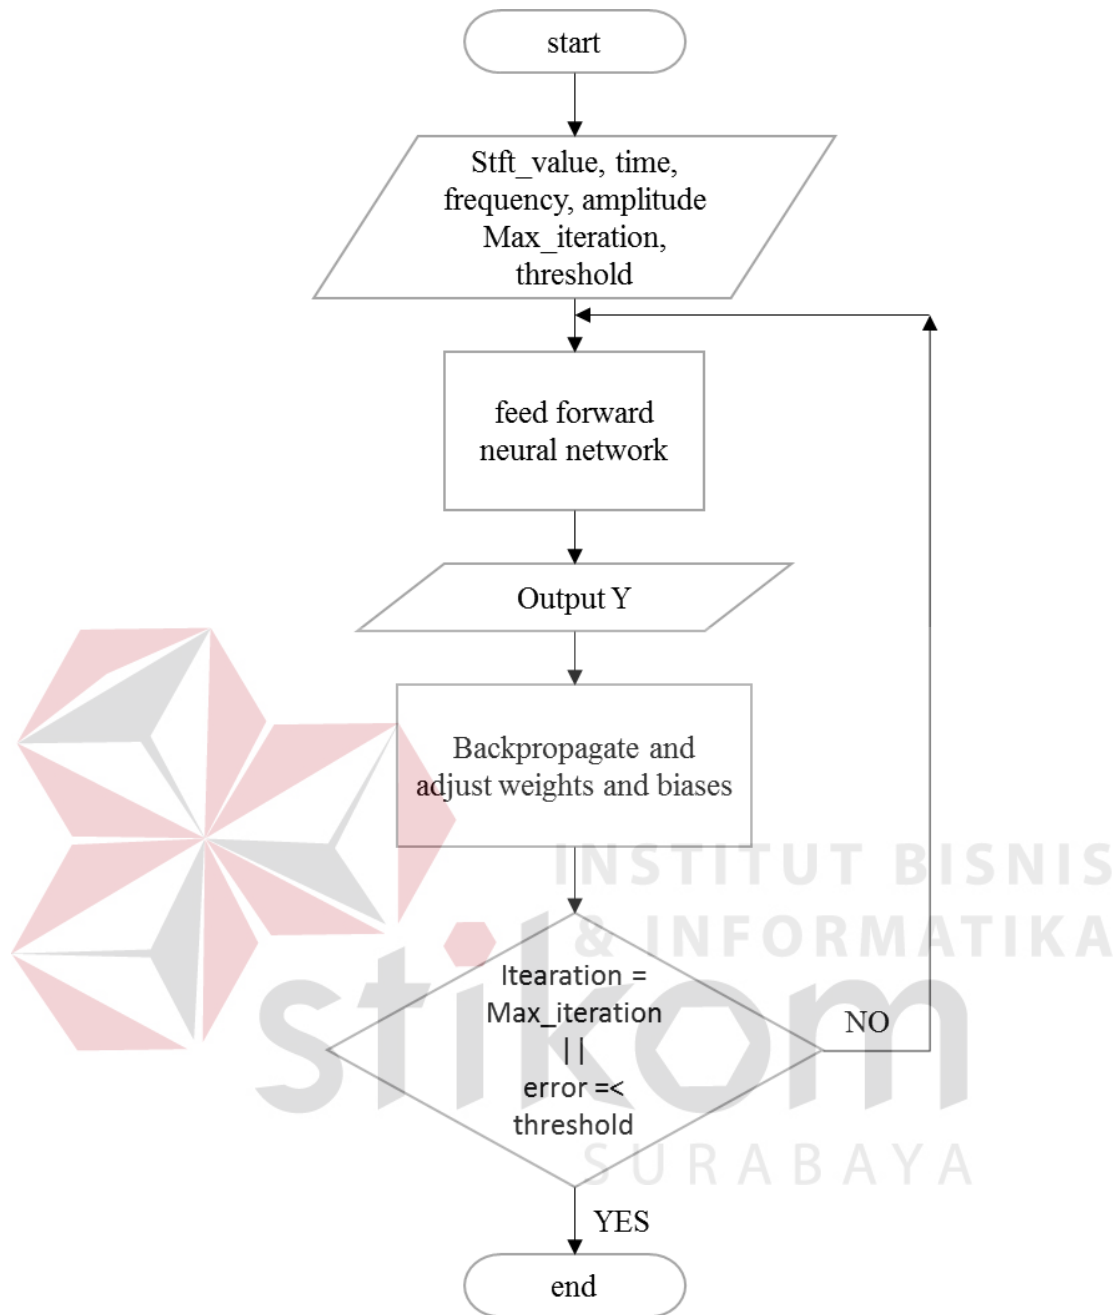 start
Stft_value, time,
frequency, amplitude
Max_iteration,
threshold
feed forward
neural network
Output Y
Backpropagate and
adjust weights and biases
INSTITUT BISNIS
& INFORMATIKA
stikom
SURABAYA
Itearation =
Max_iteration
||
error =<
threshold
NO
YES
end